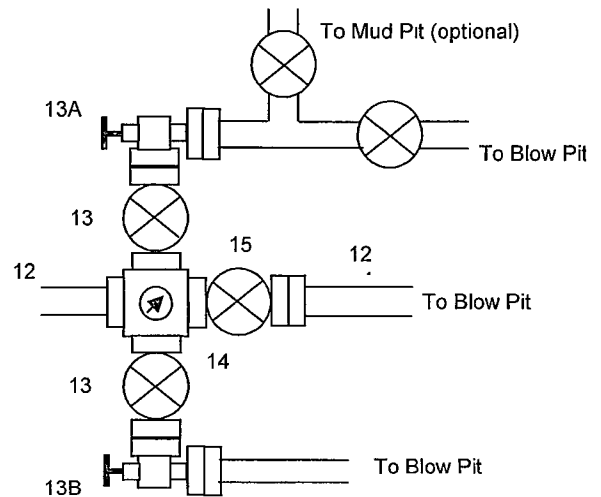 To Mud Pit (optional)
13A
To Blow Pit
13
15
12
12
To Blow Pit
14
13
To Blow Pit
13B